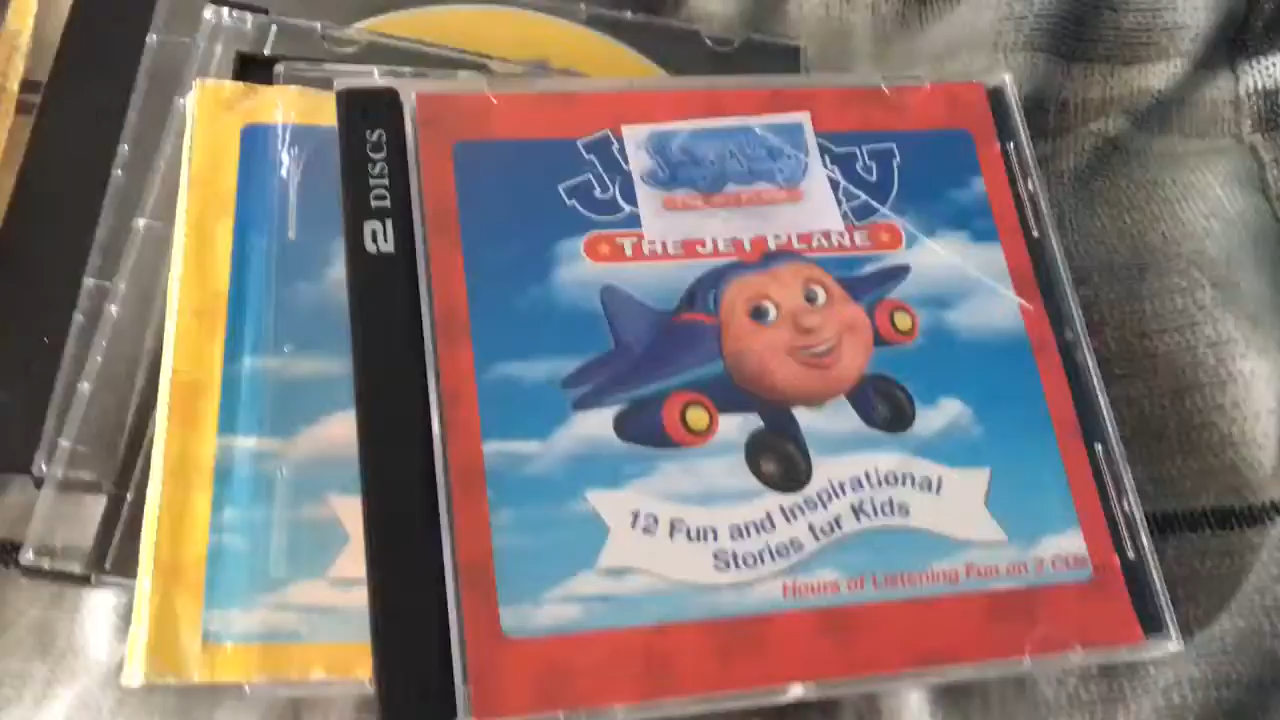 2 DISCS
THE JET PLANE
12 Fun and Inspirational
Stories for Kids
Hours of Listening Fun on 2 CDs